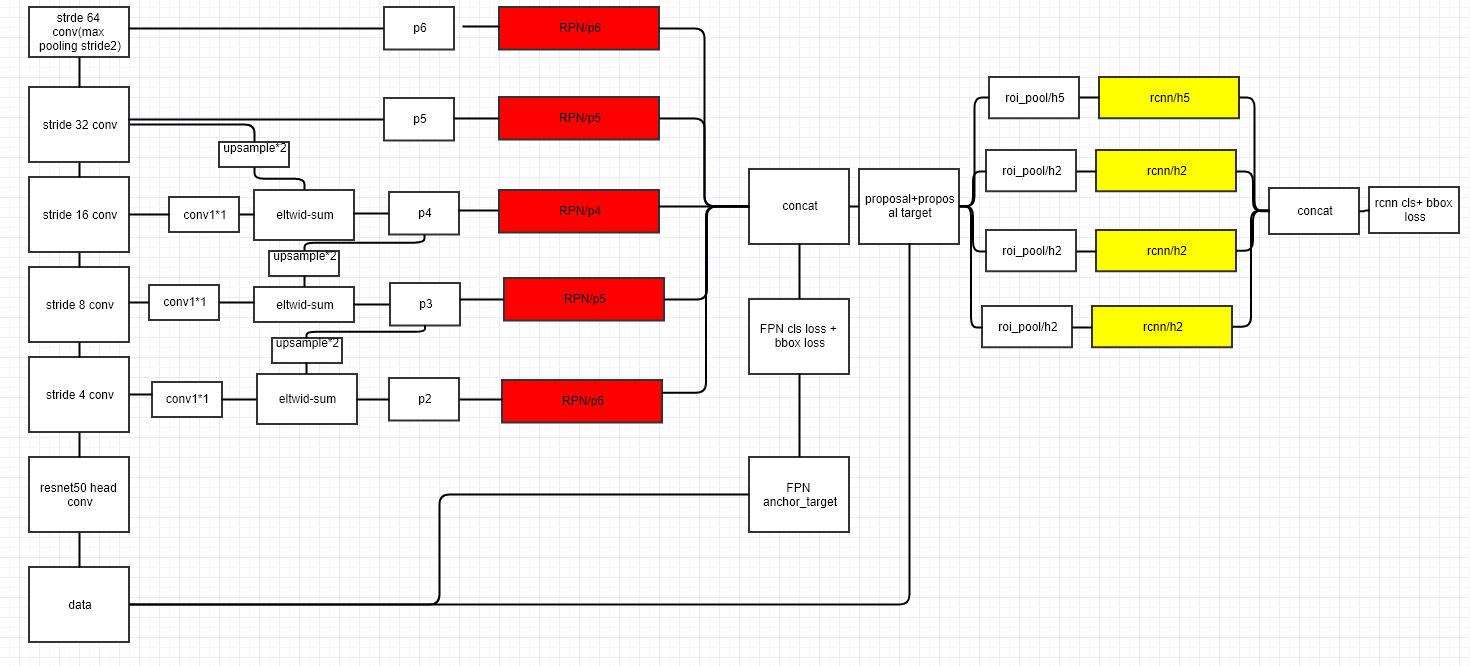 strde 64
conv(max
pooling stride2)
p6
RPN/p6
stride 32 conv
p5
RPN/p5
upsample*2
stride 16 conv
conv1*1
eltwid-sum
p4
RPN/p4
upsample*2
stride 8 conv
conv1*1
eltwid-sum
p3
RPN/p5
upsample*2
stride 4 conv
conv1*1
eltwid-sum
p2
RPN/p6
resnet50 head
conv
data
concat
proposal+propos
al target
FPN cls loss +
bbox loss
FPN
anchor_target
roi_pool/h5
rcnn/h5
roi_pool/h2
rcnn/h2
roi_pool/h2
rcnn/h2
roi_pool/h2
rcnn/h2
concat
rcnn cls+ bbox
loss